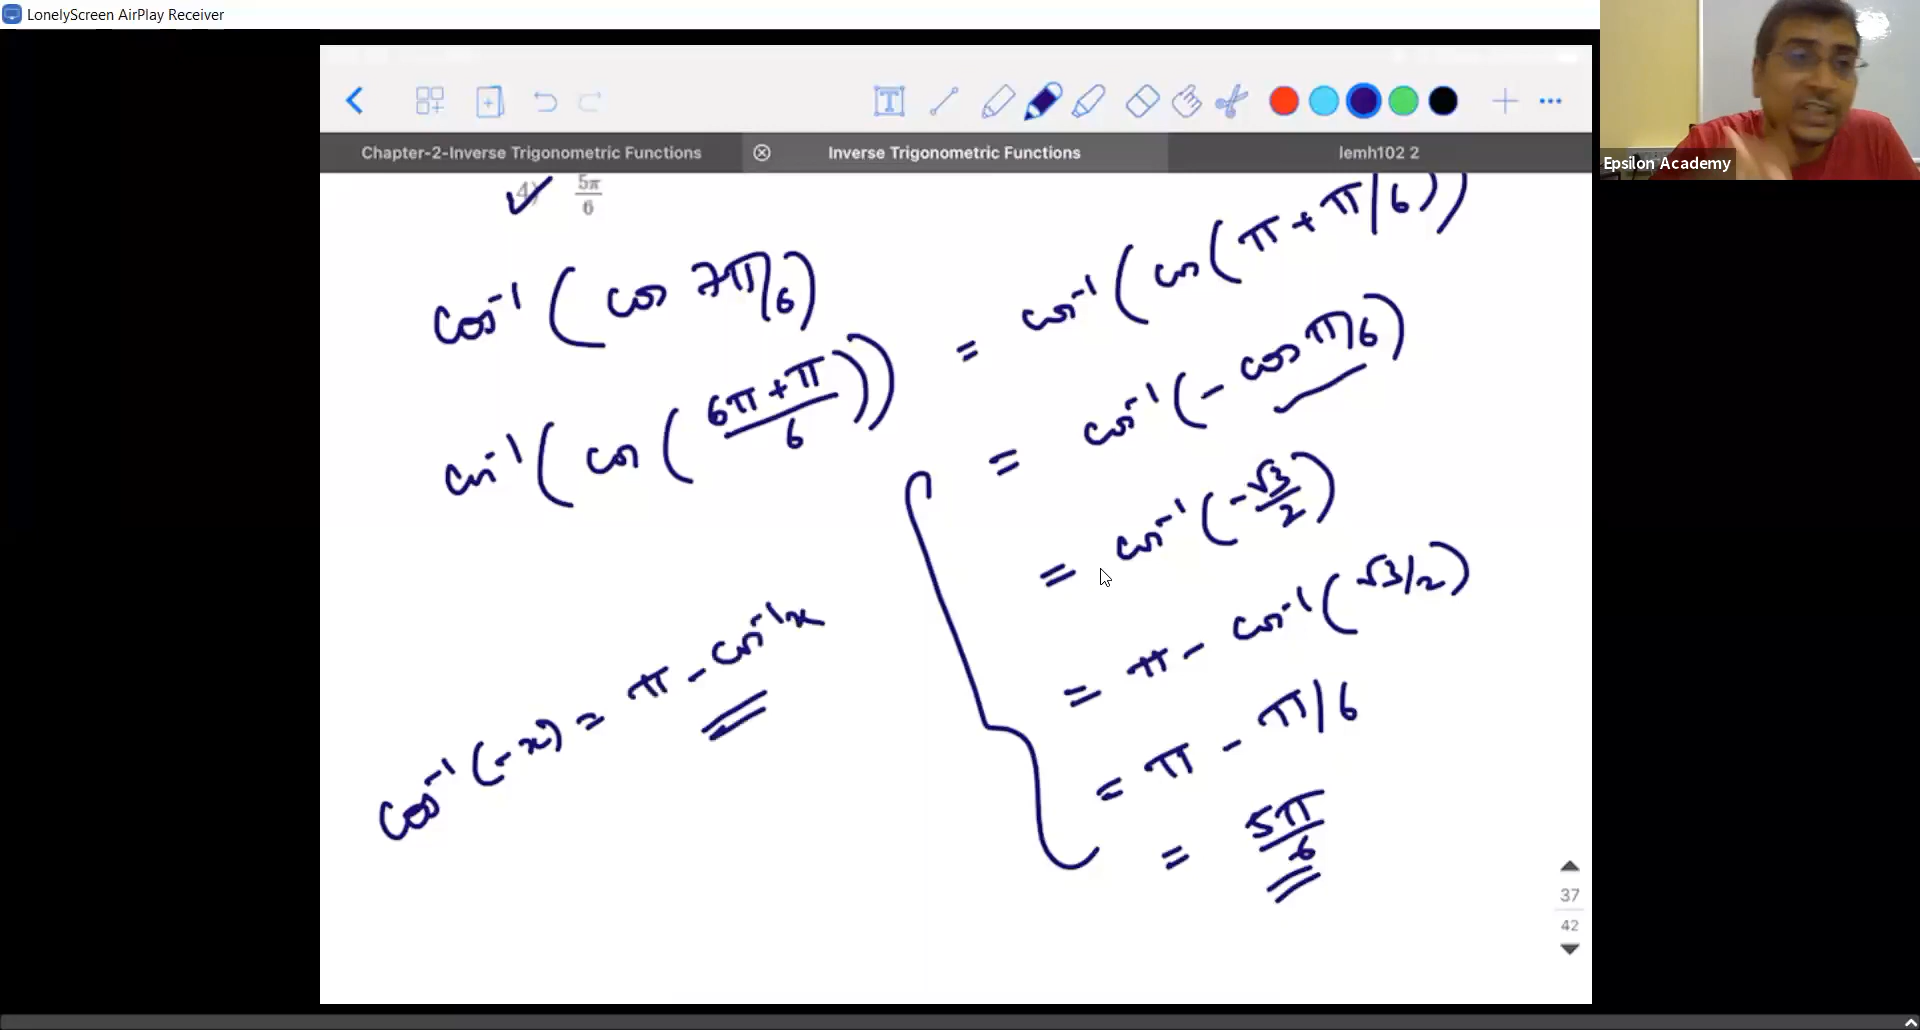 LonelyScreen AirPlay Receiver
Chapter-2-Inverse Trigonometric Functions
Inverse Trigonometric Functions
lemh102 2
Epsilon Academy
4) 5π/6
cos⁻¹(cos 7π/6)
cos⁻¹(cos(6π+π/6))
= cos⁻¹(cos(π+π/6))
= cos⁻¹(-cos π/6)
= cos⁻¹(-√3/2)
= π - cos⁻¹(√3/2)
= π - π/6
= 5π/6
cos⁻¹(-x) = π - cos⁻¹x
37
42